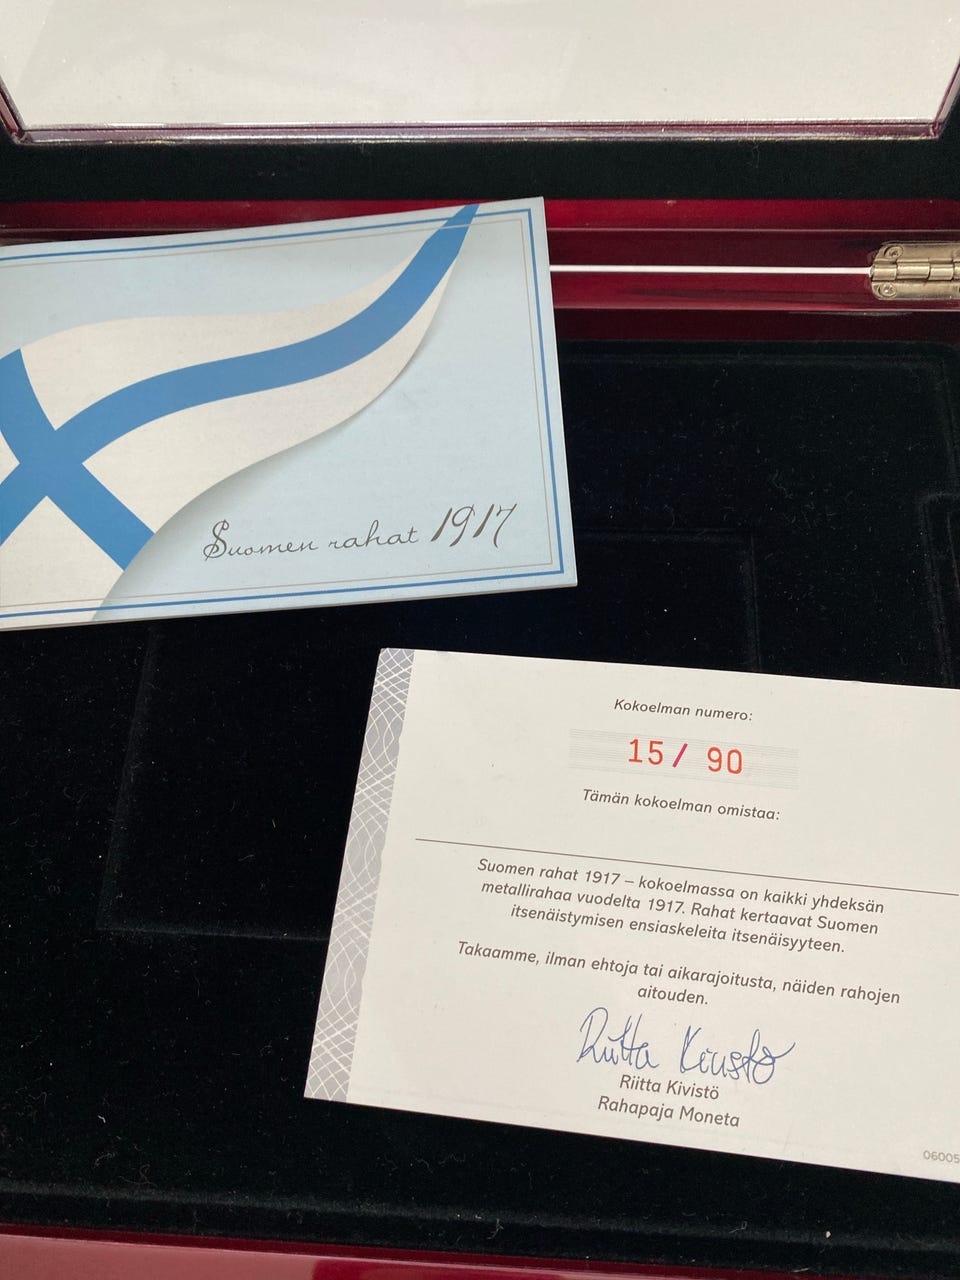 Suomen rahat 1917
Kokoelman numero:
15/ 90
Tämän kokoelman omistaa:
Suomen rahat 1917 – kokoelmassa on kaikki yhdeksän
metallirahaa vuodelta 1917. Rahat kertaavat Suomen
itsenäistymisen ensiaskeleita itsenäisyyteen.
Takaamme, ilman ehtoja tai aikarajoitusta, näiden rahojen
aitouden.
Riitta Kivistö
Riitta Kivistö
Rahapaja Moneta
06005